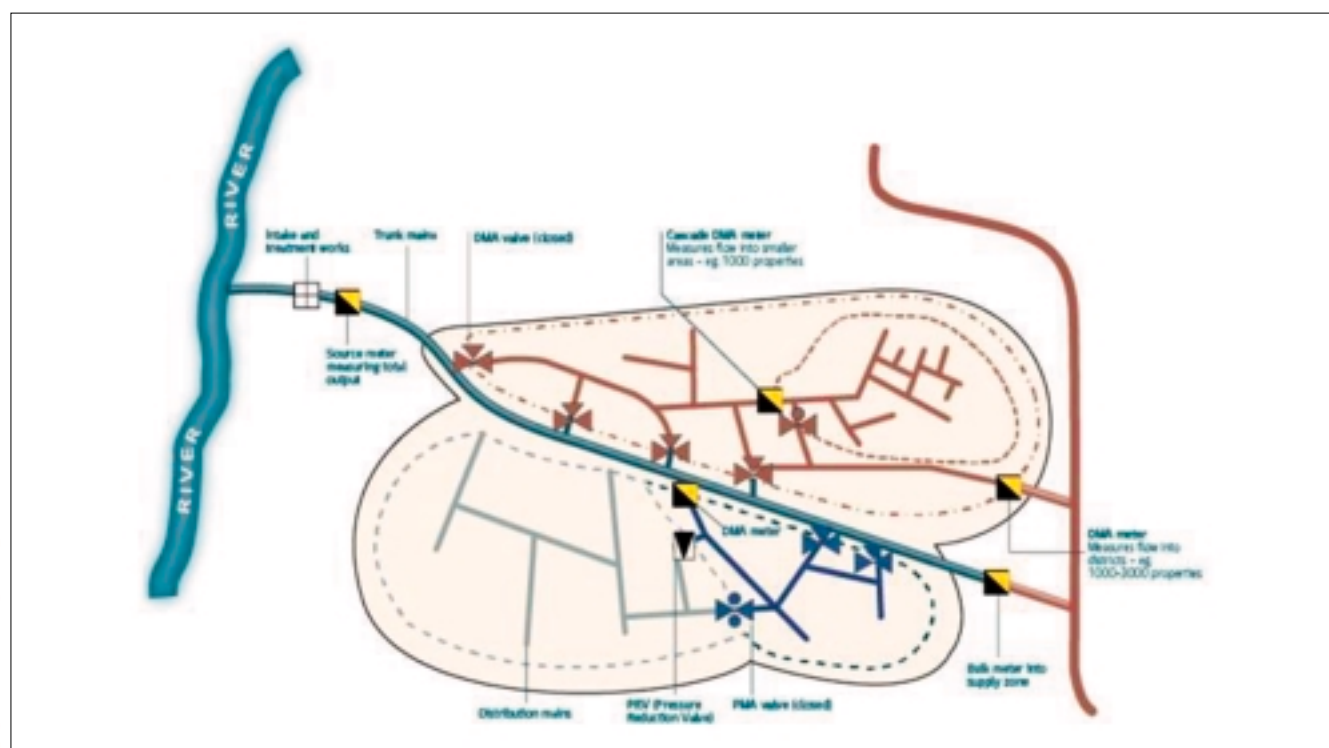 RIVER
RIVER
Intake and
treatment works
Trunk mains
DMA valve (closed)
Cascade DMA meter
Measures flow into smaller
areas – eg 1000 properties
Source meter
measuring total
output
DMA meter
DMA meter
Measures flow into
districts – eg
1000-3000 properties
Bulk meter into
supply zone
Distribution mains
PRV (Pressure
Reduction Valve)
PMA valve (closed)